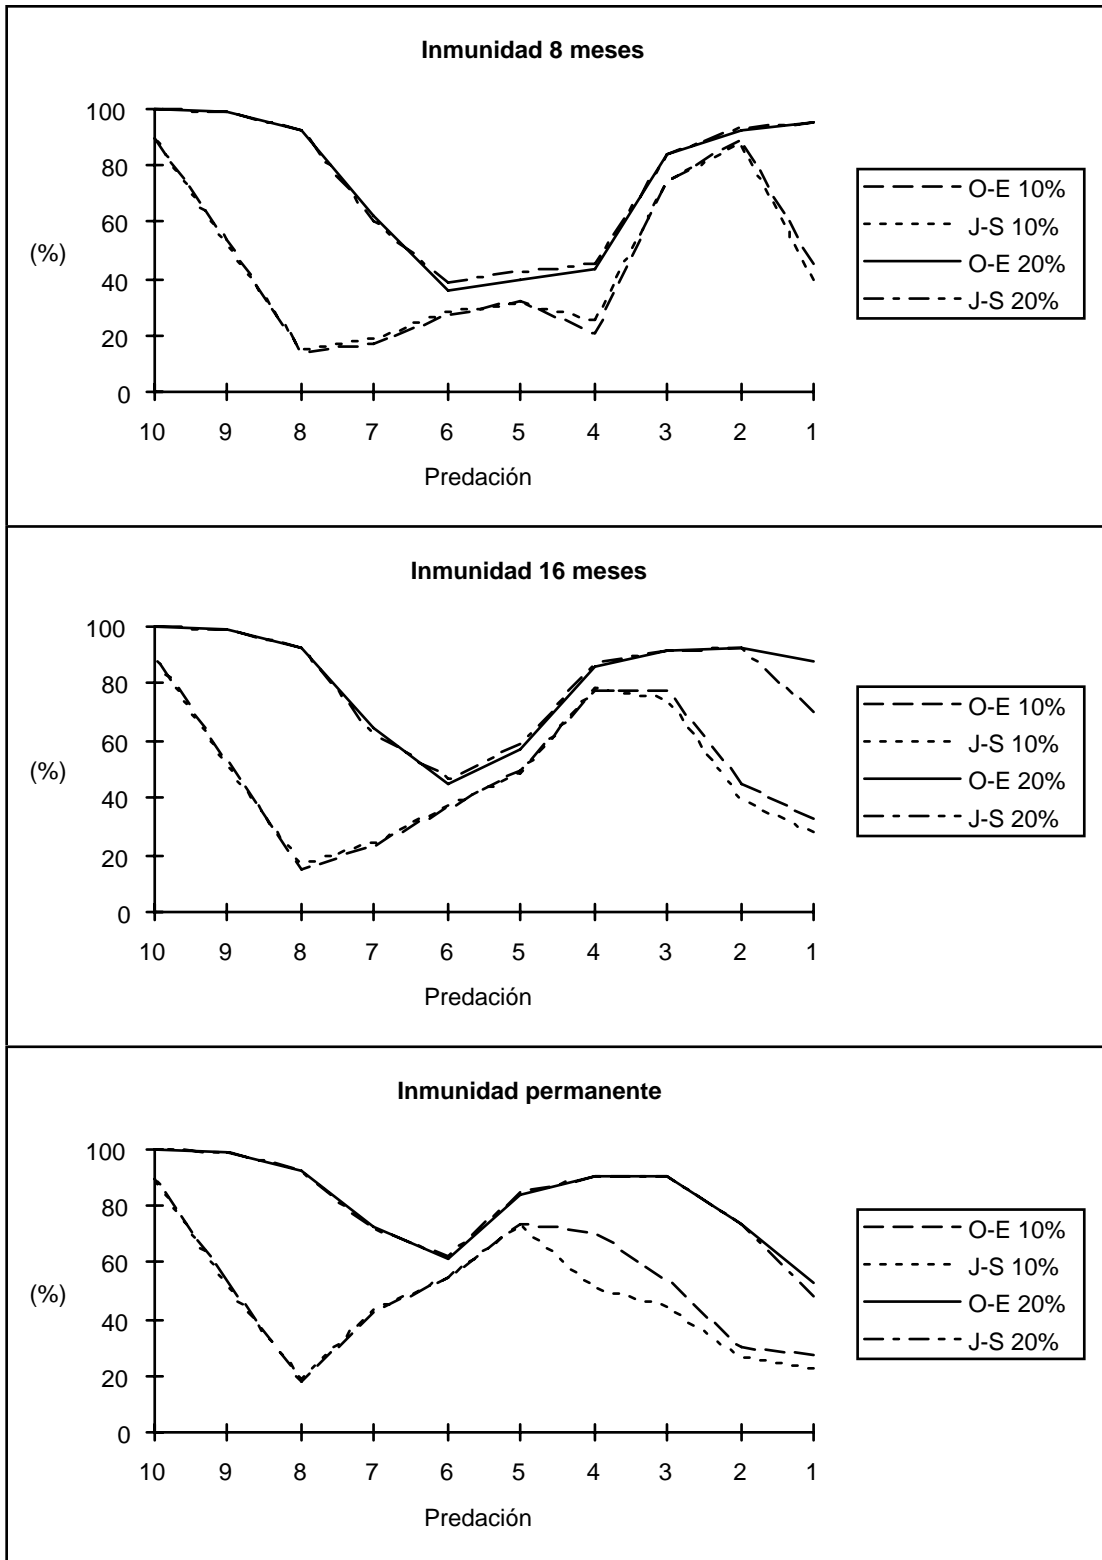 Inmunidad 8 meses
100
80
60
(%)
40
20
0
10 9 8 7 6 5 4 3 2 1
Predación
O-E 10%
J-S 10%
O-E 20%
J-S 20%
Inmunidad 16 meses
100
80
60
(%)
40
20
0
10 9 8 7 6 5 4 3 2 1
Predación
O-E 10%
J-S 10%
O-E 20%
J-S 20%
Inmunidad permanente
100
80
60
(%)
40
20
0
10 9 8 7 6 5 4 3 2 1
Predación
O-E 10%
J-S 10%
O-E 20%
J-S 20%